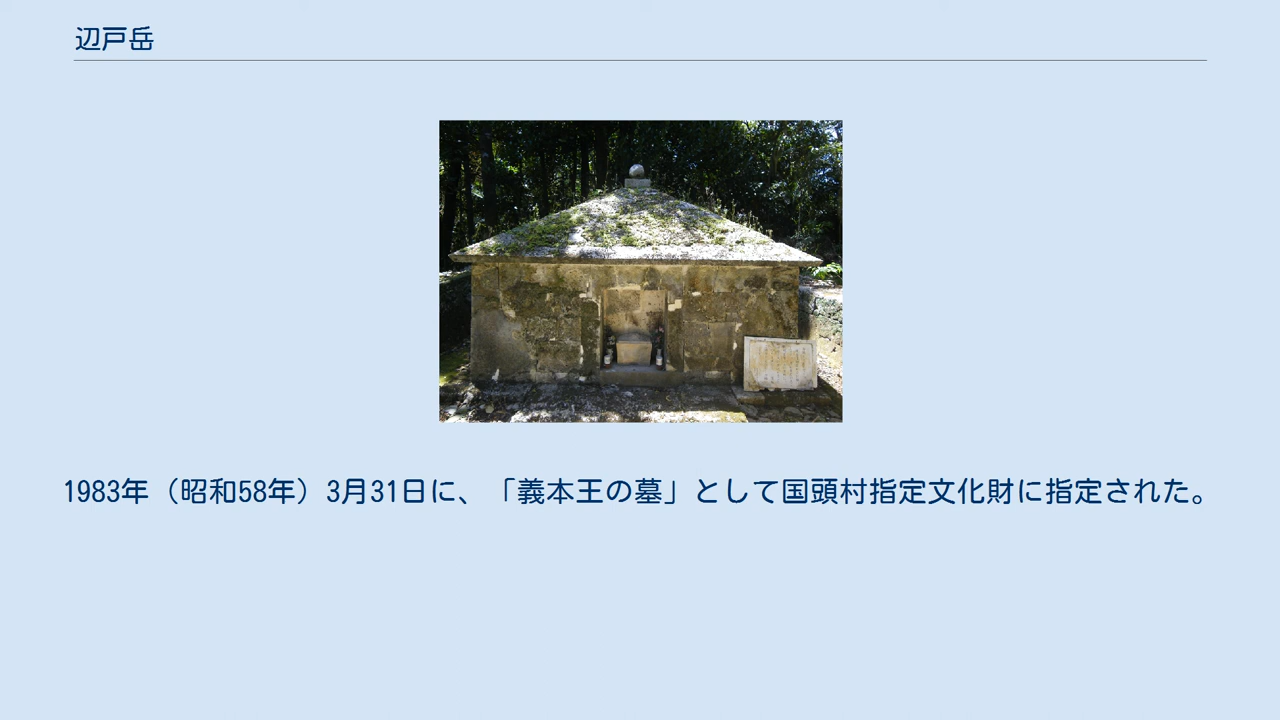 辺戸岳
1983年（昭和58年）3月31日に、「義本王の墓」として国頭村指定文化財に指定された。